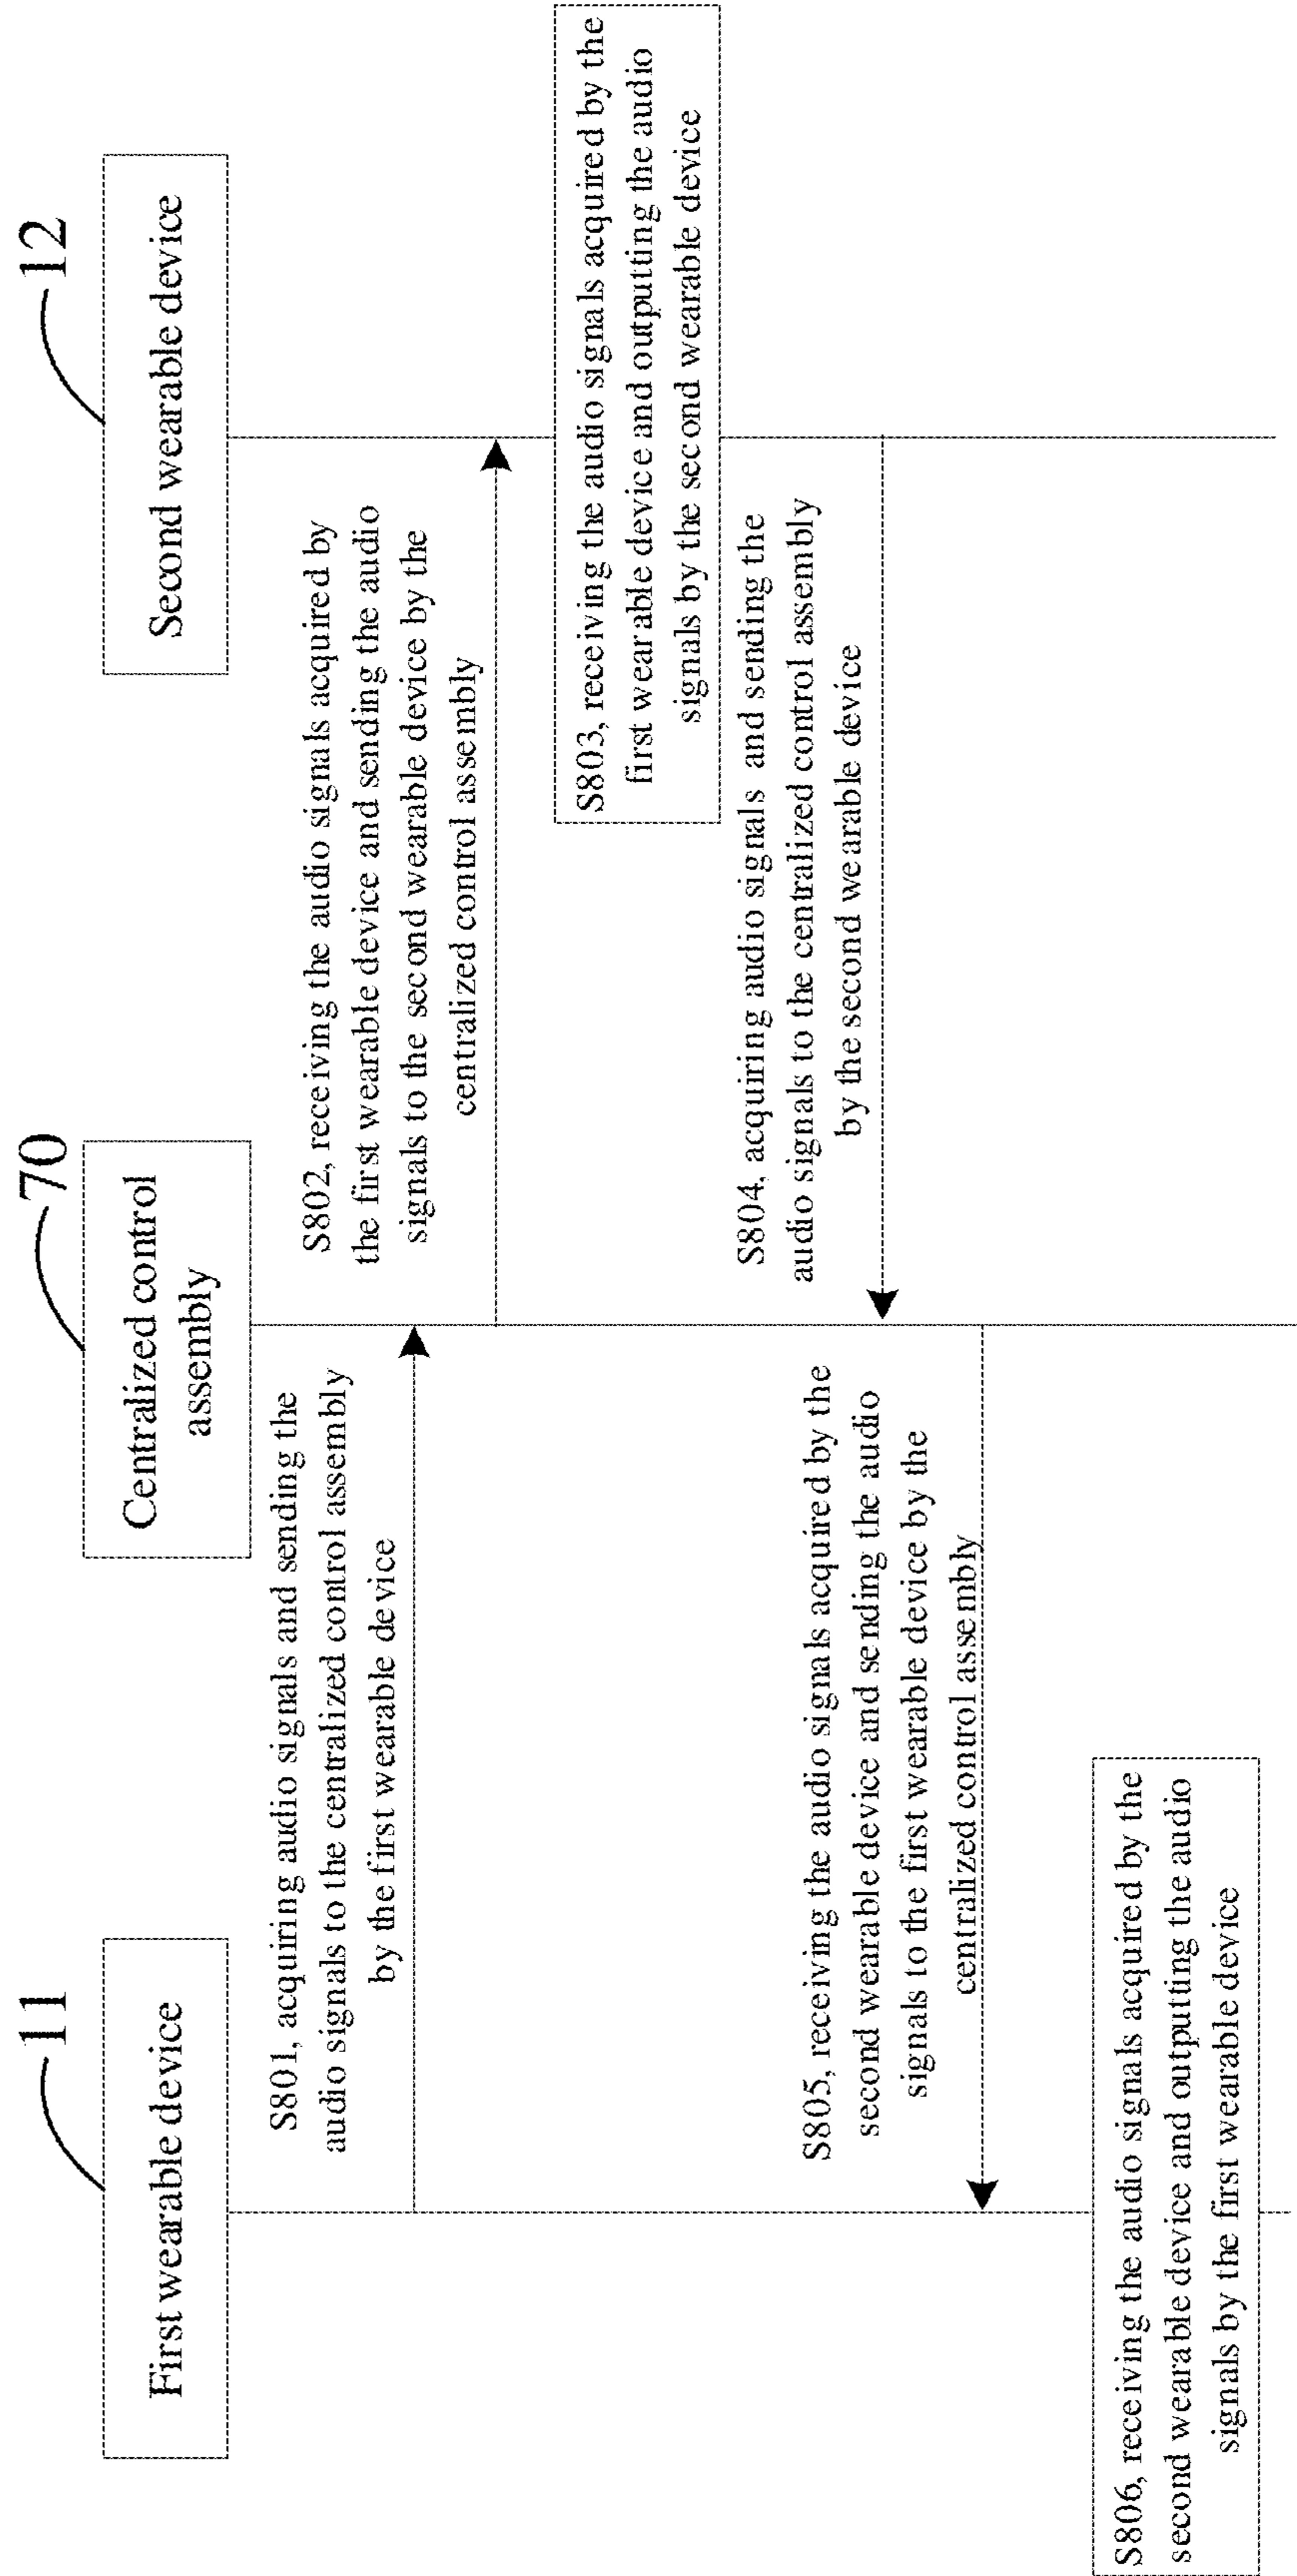 11
First wearable device
70
Centralized control
assembly
12
Second wearable device
S801, acquiring audio signals and sending the
audio signals to the centralized control assembly
by the first wearable device
S802, receiving the audio signals acquired by
the first wearable device and sending the audio
signals to the second wearable device by the
centralized control assembly
S803, receiving the audio signals acquired by the
first wearable device and outputting the audio
signals by the second wearable device
S804, acquiring audio signals and sending the
audio signals to the centralized control assembly
by the second wearable device
S805, receiving the audio signals acquired by the
second wearable device and sending the audio
signals to the first wearable device by the
centralized control assembly
S806, receiving the audio signals acquired by the
second wearable device and outputting the audio
signals by the first wearable device